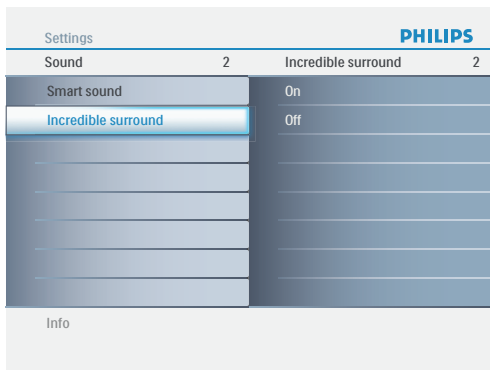 Settings
PHILIPS
Sound 2
Incredible surround 2
Smart sound
On
Incredible surround
Off
Info